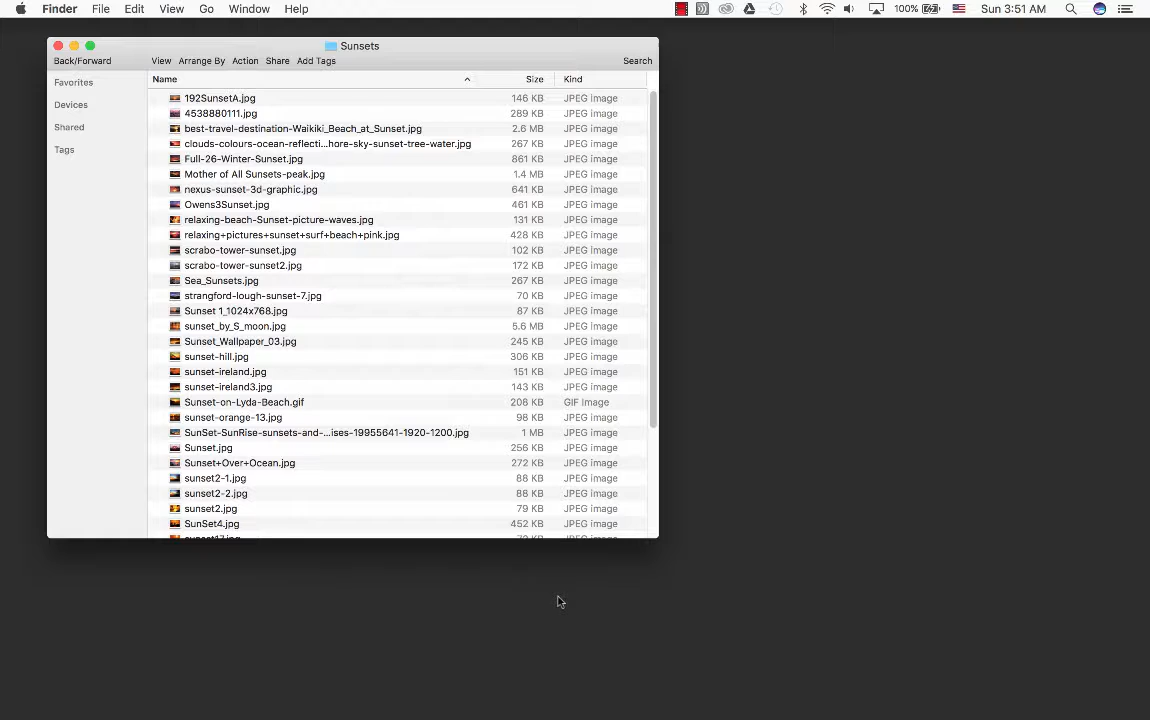 Finder File Edit View Go Window Help 100% Sun 3:51 AM
Sunsets
Back/Forward View Arrange By Action Share Add Tags Search
Favorites
Devices
Shared
Tags
Name Size Kind
192SunsetA.jpg 146 KB JPEG image
4538880111.jpg 289 KB JPEG image
best-travel-destination-Waikiki_Beach_at_Sunset.jpg 2.6 MB JPEG image
clouds-colours-ocean-reflecti...hore-sky-sunset-tree-water.jpg 267 KB JPEG image
Full-26-Winter-Sunset.jpg 861 KB JPEG image
Mother of All Sunsets-peak.jpg 1.4 MB JPEG image
nexus-sunset-3d-graphic.jpg 641 KB JPEG image
Owens3Sunset.jpg 461 KB JPEG image
relaxing-beach-Sunset-picture-waves.jpg 131 KB JPEG image
relaxing+pictures+sunset+surf+beach+pink.jpg 428 KB JPEG image
scrabo-tower-sunset.jpg 102 KB JPEG image
scrabo-tower-sunset2.jpg 172 KB JPEG image
Sea_Sunsets.jpg 267 KB JPEG image
strangford-lough-sunset-7.jpg 70 KB JPEG image
Sunset 1_1024x768.jpg 87 KB JPEG image
sunset_by_S_moon.jpg 5.6 MB JPEG image
Sunset_Wallpaper_03.jpg 245 KB JPEG image
sunset-hill.jpg 306 KB JPEG image
sunset-ireland.jpg 151 KB JPEG image
sunset-ireland3.jpg 143 KB JPEG image
Sunset-on-Lyda-Beach.gif 208 KB GIF Image
sunset-orange-13.jpg 98 KB JPEG image
SunSet-SunRise-sunsets-and-...ises-19955641-1920-1200.jpg 1 MB JPEG image
Sunset.jpg 256 KB JPEG image
Sunset+Over+Ocean.jpg 272 KB JPEG image
sunset2-1.jpg 88 KB JPEG image
sunset2-2.jpg 88 KB JPEG image
sunset2.jpg 79 KB JPEG image
SunSet4.jpg 452 KB JPEG image